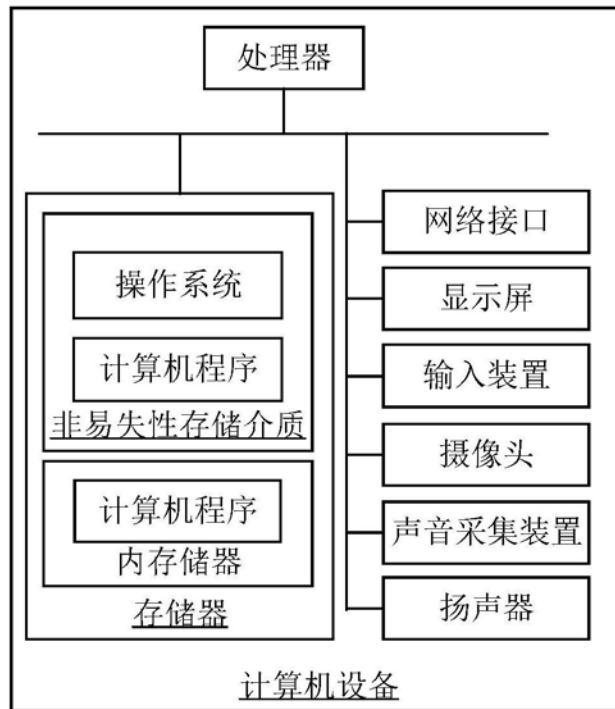 处理器
操作系统
计算机程序
非易失性存储介质
计算机程序
内存储器
存储器
网络接口
显示屏
输入装置
摄像头
声音采集装置
扬声器
计算机设备